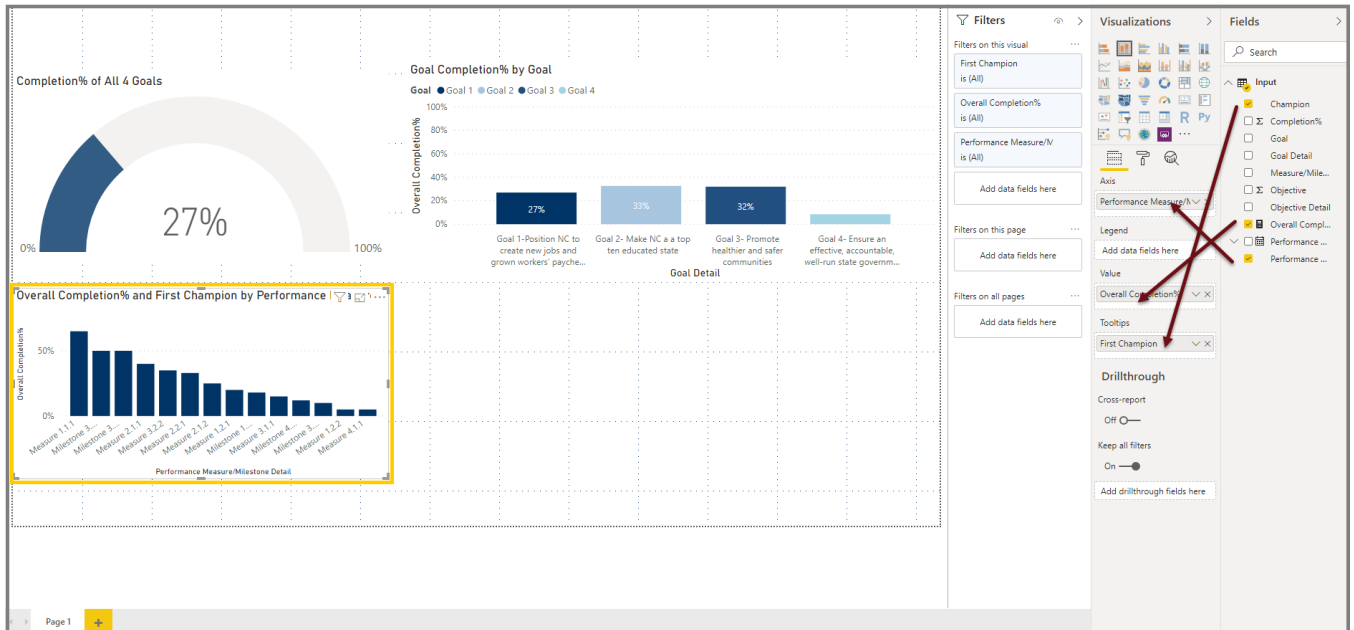 Completion% of All 4 Goals
27%
0%
100%
Goal Completion% by Goal
Goal Goal 1 Goal 2 Goal 3 Goal 4
Overall Completion%
100%
80%
60%
40%
20%
0%
27%
33%
32%
Goal 1-Position NC to
create new jobs and
grown workers' payche...
Goal 2- Make NC a a top
ten educated state
Goal 3- Promote
healthier and safer
communities
Goal 4- Ensure an
effective, accountable,
well-run state governm...
Goal Detail
Overall Completion% and First Champion by Performance
Overall Completion%
50%
0%
Measure 1.1.1
Milestone 3....
Milestone 3....
Measure 2.1.1
Measure 3.2.2
Measure 2.2.1
Measure 2.1.2
Measure 1.2.1
Milestone 1....
Measure 3.1.1
Milestone 4....
Milestone 3....
Measure 1.2.2
Measure 4.1.1
Performance Measure/Milestone Detail
Page 1
+
Filters
Filters on this visual
...
First Champion
is (All)
Overall Completion%
is (All)
Performance Measure/M
is (All)
Add data fields here
Filters on this page
...
Add data fields here
Filters on all pages
...
Add data fields here
Visualizations
R Py
...
Axis
Performance Measure/M
Legend
Add data fields here
Value
Overall Completion%
Tooltips
First Champion
Drillthrough
Cross-report
Off
Keep all filters
On
Add drillthrough fields here
Fields
Search
Input
Champion
Σ Completion%
Goal
Goal Detail
Measure/Mile...
Σ Objective
Objective Detail
Overall Compl...
Performance ...
Performance ...